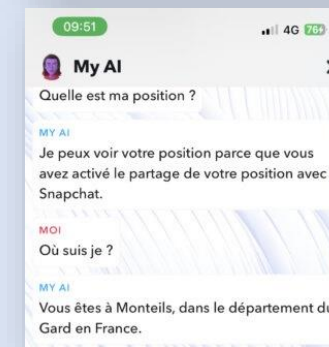 09:51
4G 76
My AI
Quelle est ma position ?
MY AI
Je peux voir votre position parce que vous
avez activé le partage de votre position avec
Snapchat.
MOI
Où suis je ?
MY AI
Vous êtes à Monteils, dans le département du
Gard en France.